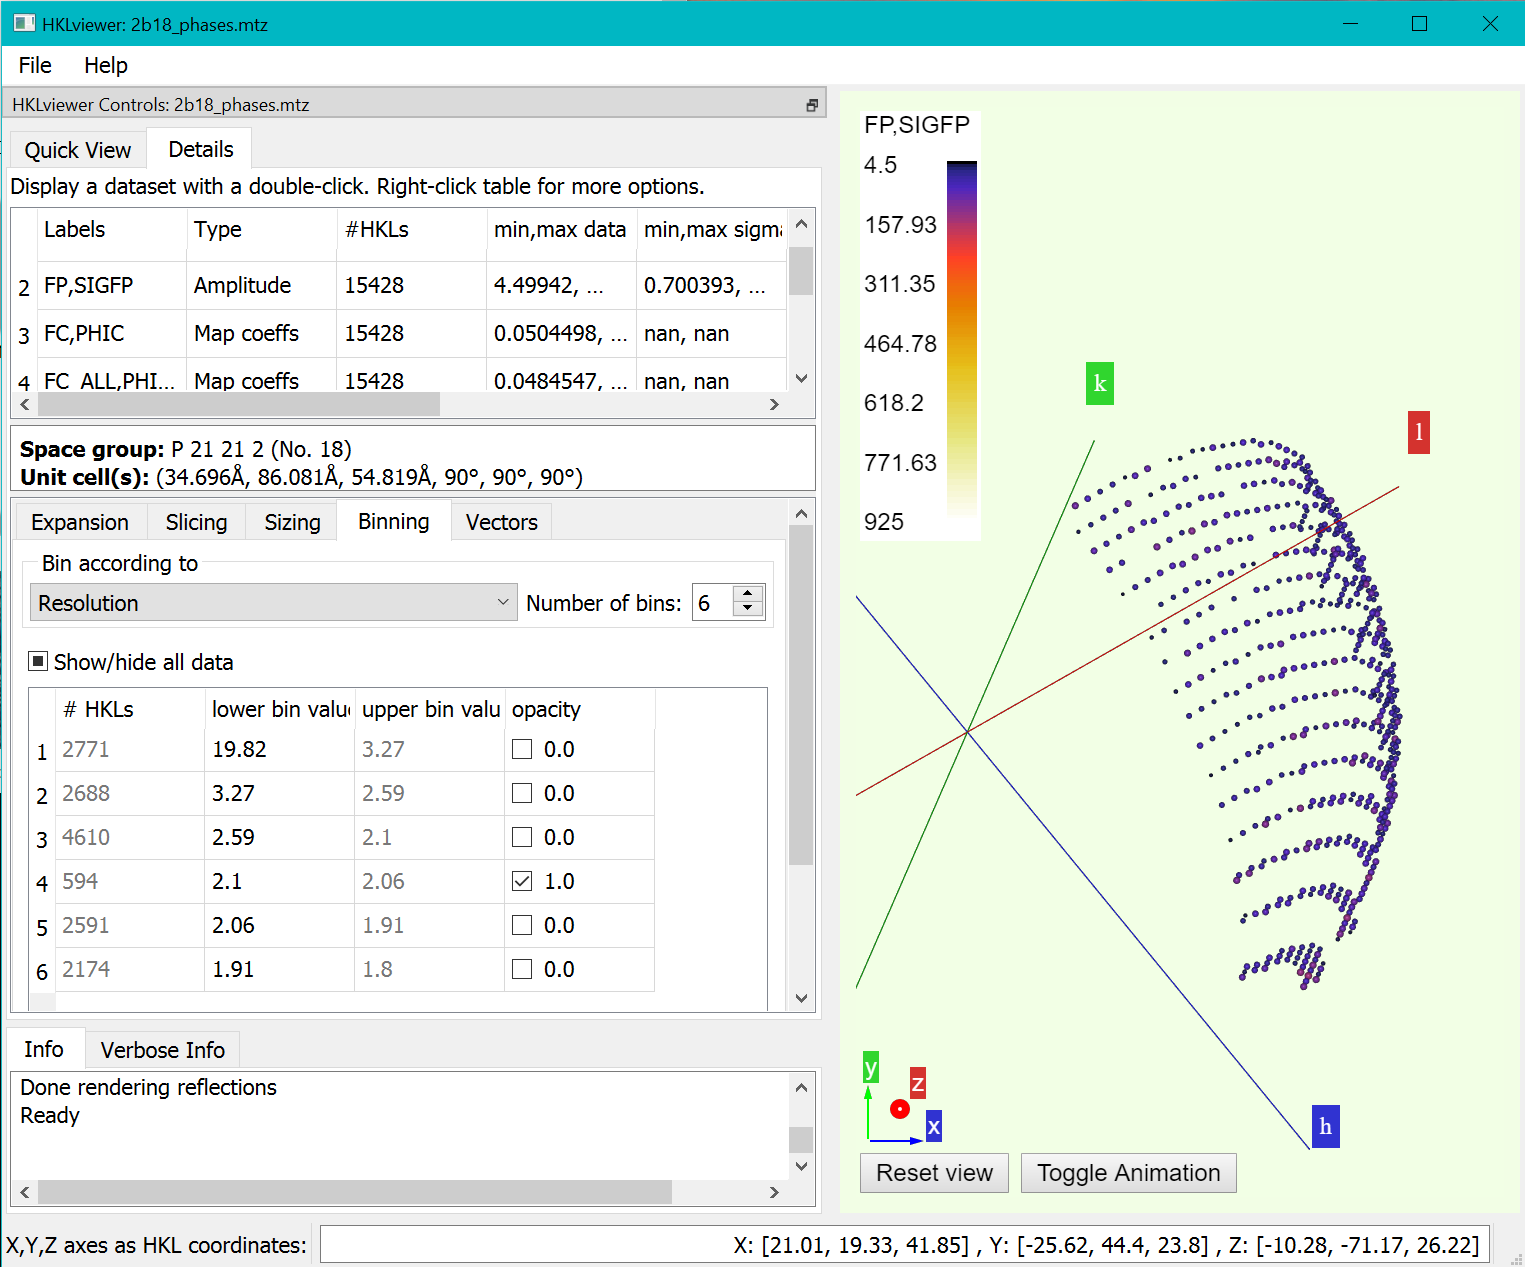 HKLviewer: 2b18_phases.mtz
File Help
HKLviewer Controls: 2b18_phases.mtz
Quick View Details
Display a dataset with a double-click. Right-click table for more options.
Labels Type #HKLs min,max data min,max sigma
2 FP,SIGFP Amplitude 15428 4.49942, ... 0.700393, ...
3 FC,PHIC Map coeffs 15428 0.0504498, ... nan, nan
4 FC_ALL,PHI... Map coeffs 15428 0.0484547, ... nan, nan
Space group: P 21 21 2 (No. 18)
Unit cell(s): (34.696Å, 86.081Å, 54.819Å, 90°, 90°, 90°)
Expansion Slicing Sizing Binning Vectors
Bin according to
Resolution Number of bins: 6
Show/hide all data
# HKLs lower bin value upper bin valu opacity
1 2771 19.82 3.27 0.0
2 2688 3.27 2.59 0.0
3 4610 2.59 2.1 0.0
4 594 2.1 2.06 1.0
5 2591 2.06 1.91 0.0
6 2174 1.91 1.8 0.0
Info Verbose Info
Done rendering reflections
Ready
FP,SIGFP
4.5
157.93
311.35
464.78
618.2
771.63
925
k
l
h
y
z
x
Reset view Toggle Animation
X,Y,Z axes as HKL coordinates: X: [21.01, 19.33, 41.85] , Y: [-25.62, 44.4, 23.8] , Z: [-10.28, -71.17, 26.22]